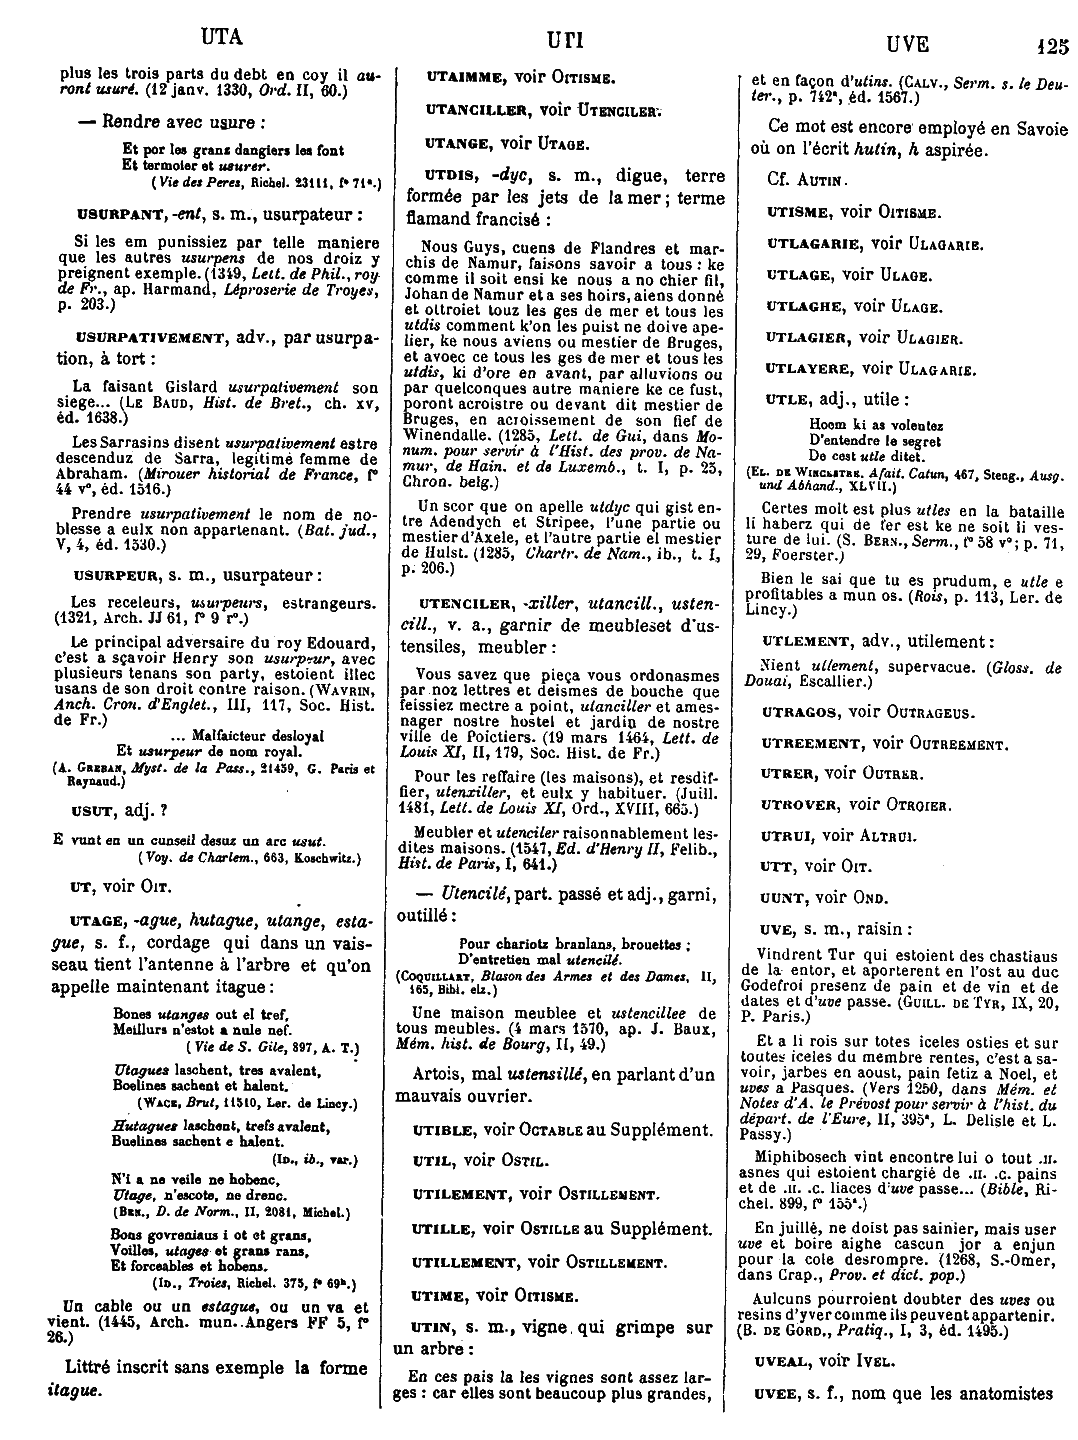 UTA
UTI
UVE
125
plus les trois parts du debt en coy il au-
ront usuré. (12 janv. 1330, Ord. II, 60.)
— Rendre avec usure :
Et por les grans dangiers les font
Et termoier et usurer.
(Vie des Peres, Richel. 23111, f° 71ª.)
USURPANT, -ent, s. m., usurpateur :
Si les em punissiez par telle maniere
que les autres usurpens de nos droiz y
preignent exemple. (1349, Lett. de Phil., roy
de Fr., ap. Harmand, Léproserie de Troyes,
p. 203.)
USURPATIVEMENT, adv., par usurpa-
tion, à tort :
La faisant Gislard usurpativement son
siege... (LE BAUD, Hist. de Bret., ch. XV,
éd. 1638.)
Les Sarrasins disent usurpativement estre
descenduz de Sarra, legitimé femme de
Abraham. (Mirouer historial de France, f°
44 v°, éd. 1516.)
Prendre usurpativement le nom de no-
blesse a eulx non appartenant. (Bat. jud.,
V, 4, éd. 1530.)
USURPEUR, s. m., usurpateur :
Les receleurs, usurpeurs, estrangeurs.
(1321, Arch. JJ 61, f° 9 r°.)
Le principal adversaire du roy Edouard,
c'est a sçavoir Henry son usurpeur, avec
plusieurs tenans son party, estoient illec
usans de son droit contre raison. (WAVRIN,
Anch. Cron. d'Englet., III, 117, Soc. Hist.
de Fr.)
... Malfaicteur desloyal
Et usurpeur de nom royal.
(A. GREBAN, Myst. de la Pass., 21459, G. Paris et
Raynaud.)
USUT, adj. ?
E vunt en un cunseil desuz un arc usut.
(Voy. de Charlem., 663, Koschwitz.)
UT, voir OIT.
UTAGE, -ague, hutague, utange, esta-
gue, s. f., cordage qui dans un vais-
seau tient l'antenne à l'arbre et qu'on
appelle maintenant itague :
Bones utanges out el tref,
Meillurs n'estot a nule nef.
(Vie de S. Gile, 897, A. T.)
Utagues laschent, tres avalent,
Boelines sachent et halent.
(WACE, Brut, 11510, Ler. de Lincy.)
Hutagues laschent, trefs avalent,
Buelines sachent e halent.
(ID., ib., var.)
N'i a ne veile ne hobenc,
Utage, n'escote, ne drenc.
(BEN., D. de Norm., II, 2081, Michel.)
Bons govreniaus i ot et grans,
Voilles, utages et grans rans,
Et forceables et hobens.
(ID., Troies, Richel. 375, f° 69ʰ.)
Un cable ou un estague, ou un va et
vient. (1445, Arch. mun. Angers FF 5, f°
26.)
Littré inscrit sans exemple la forme
itague.
UTAIMME, voir OITISME.
UTANCILLER, voir UTENCILER.
UTANGE, voir UTAGE.
UTDIS, -dyc, s. m., digue, terre
formée par les jets de la mer ; terme
flamand francisé :
Nous Guys, cuens de Flandres et mar-
chis de Namur, faisons savoir a tous : ke
comme il soit ensi ke nous a no chier fil,
Johan de Namur et a ses hoirs, aiens donné
et ottroiet touz les ges de mer et tous les
utdis comment k'on les puist ne doive ape-
lier, ke nous aviens ou mestier de Bruges,
et avoec ce tous les ges de mer et tous les
utdis, ki d'ore en avant, par alluvions ou
par quelconques autre maniere ke ce fust,
poront acroistre ou devant dit mestier de
Bruges, en acroissement de son fief de
Winendalle. (1285, Lett. de Gui, dans Mo-
num. pour servir à l'Hist. des prov. de Na-
mur, de Hain. et de Luxemb., t. I, p. 25,
Chron. belg.)
Un scor que on apelle utdyc qui gist en-
tre Adendych et Stripee, l'une partie ou
mestier d'Axele, et l'autre partie el mestier
de Hulst. (1285, Chartr. de Nam., ib., t. I,
p. 206.)
UTENCILER, -xiller, utancill., usten-
cill., v. a., garnir de meubles et d'us-
tensiles, meubler :
Vous savez que pieça vous ordonasmes
par noz lettres et deismes de bouche que
feissiez mectre a point, utanciller et ames-
nager nostre hostel et jardin de nostre
ville de Poictiers. (19 mars 1464, Lett. de
Louis XI, II, 179, Soc. Hist. de Fr.)
Pour les reffaire (les maisons), et resdif-
fier, utenxiller, et eulx y habituer. (Juill.
1481, Lett. de Louis XI, Ord., XVIII, 665.)
Meubler et utenciler raisonnablement les-
dites maisons. (1547, Ed. d'Henry II, Felib.,
Hist. de Paris, I, 641.)
— Utencilé, part. passé et adj., garni,
outillé :
Pour chariotz branlans, brouettes ;
D'entretien mal utencilé.
(COQUILLART, Blason des Armes et des Dames, II,
165, Bibl. elz.)
Une maison meublee et ustencillee de
tous meubles. (4 mars 1570, ap. J. Baux,
Mém. hist. de Bourg, II, 49.)
Artois, mal ustensillé, en parlant d'un
mauvais ouvrier.
UTIBLE, voir OCTABLE au Supplément.
UTIL, voir OSTIL.
UTILEMENT, voir OSTILLEMENT.
UTILLE, voir OSTILLE au Supplément.
UTILLEMENT, voir OSTILLEMENT.
UTIME, voir OITISME.
UTIN, s. m., vigne qui grimpe sur
un arbre :
En ces pais la les vignes sont assez lar-
ges : car elles sont beaucoup plus grandes,
et en façon d'utins. (CALV., Serm. s. le Deu-
ter., p. 742ª, éd. 1567.)
Ce mot est encore employé en Savoie
où on l'écrit hutin, h aspirée.
Cf. AUTIN.
UTISME, voir OITISME.
UTLAGARIE, voir ULAGARIE.
UTLAGE, voir ULAGE.
UTLAGHE, voir ULAGE.
UTLAGIER, voir ULAGIER.
UTLAYERE, voir ULAGARIE.
UTLE, adj., utile :
Hoem ki as volentez
D'entendre le segret
De cest utle ditet.
(EL. DE WINCESTRE, Afait. Catun, 467, Steng., Ausg.
und Abhand., XLVII.)
Certes molt est plus utles en la bataille
li haberz qui de fer est ke ne soit li ves-
ture de lui. (S. BERN., Serm., f° 58 v° ; p. 71,
29, Foerster.)
Bien le sai que tu es prudum, e utle e
profitables a mun os. (Rois, p. 113, Ler. de
Lincy.)
UTLEMENT, adv., utilement :
Nient utlement, supervacue. (Gloss. de
Douai, Escallier.)
UTRAGOS, voir OUTRAGEUS.
UTREEMENT, voir OUTREEMENT.
UTRER, voir OUTRER.
UTROVER, voir OTROIER.
UTRUI, voir ALTRUI.
UTT, voir OIT.
UUNT, voir OND.
UVE, s. m., raisin :
Vindrent Tur qui estoient des chastiaus
de la entor, et aporterent en l'ost au duc
Godefroi presenz de pain et de vin et de
dates et d'uve passe. (GUILL. DE TYR, IX, 20,
P. Paris.)
Et a li rois sur totes iceles osties et sur
toutes iceles du membre rentes, c'est a sa-
voir, jarbes en aoust, pain fetiz a Noel, et
uves a Pasques. (Vers 1250, dans Mém. et
Notes d'A. le Prévost pour servir à l'hist. du
départ. de l'Eure, II, 395ª, L. Delisle et L.
Passy.)
Miphibosech vint encontre lui o tout .II.
asnes qui estoient chargié de .II. .C. pains
et de .II. .C. liaces d'uve passe... (Bible, Ri-
chel. 899, f° 155ª.)
En juillé, ne doist pas sainier, mais user
uve et boire aighe cascun jor a enjun
pour la cole desrompre. (1268, S.-Omer,
dans Crap., Prov. et dict. pop.)
Aulcuns pourroient doubter des uves ou
resins d'yver comme ils peuvent appartenir.
(B. DE GORD., Pratiq., I, 3, éd. 1495.)
UVEAL, voir IVEL.
UVEE, s. f., nom que les anatomistes